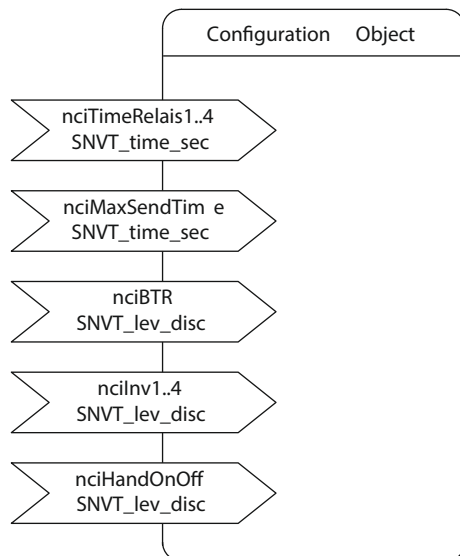 Configuration Object
nciTimeRelais1..4
SNVT_time_sec
nciMaxSendTim e
SNVT_time_sec
nciBTR
SNVT_lev_disc
nciInv1..4
SNVT_lev_disc
nciHandOnOff
SNVT_lev_disc